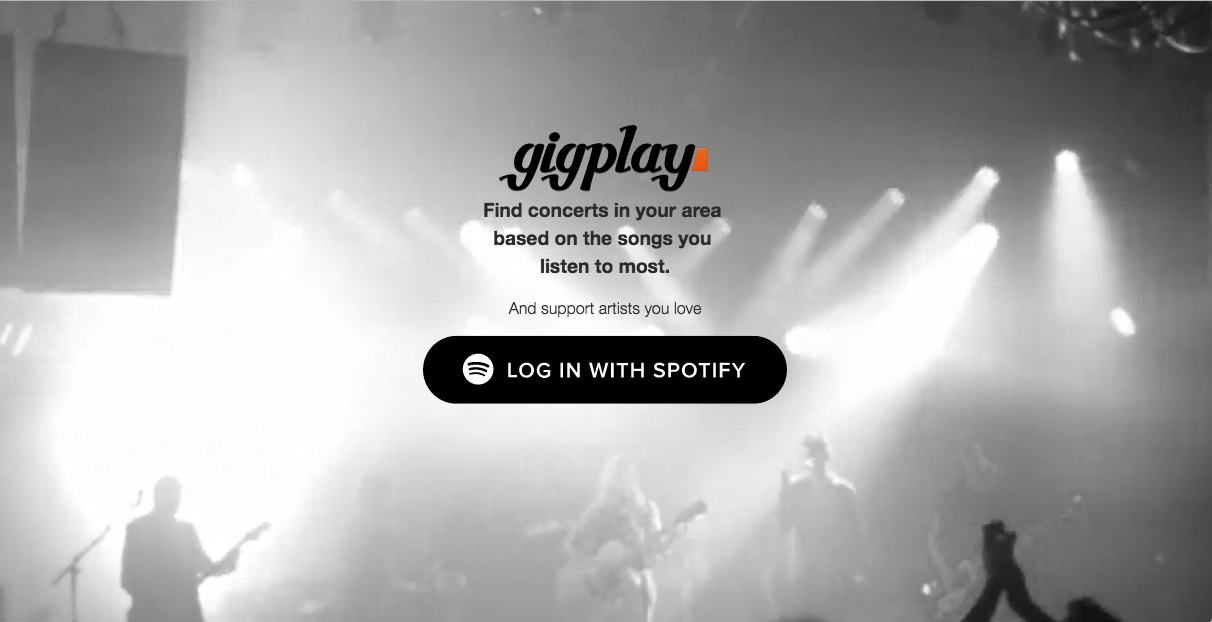 gigplay
Find concerts in your area
based on the songs you
listen to most.
And support artists you love
LOG IN WITH SPOTIFY